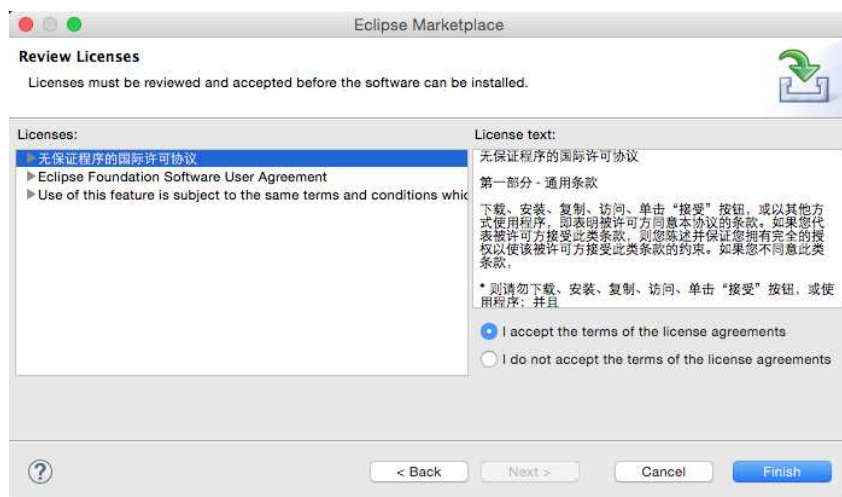 Eclipse Marketplace
Review Licenses
Licenses must be reviewed and accepted before the software can be installed.
Licenses:
无保证程序的国际许可协议
Eclipse Foundation Software User Agreement
Use of this feature is subject to the same terms and conditions whic
License text:
无保证程序的国际许可协议
第一部分 - 通用条款
下载、安装、复制、访问、单击“接受”按钮，或以其他方
式使用程序，即表明被许可方同意本协议的条款。如果您代
表被许可方接受此类条款，则您陈述并保证您拥有完全的授
权以使该被许可方接受此类条款的约束。如果您不同意此类
条款，
* 则请勿下载、安装、复制、访问、单击“接受”按钮，或使
用程序；并且
I accept the terms of the license agreements
I do not accept the terms of the license agreements
?
< Back
Next >
Cancel
Finish